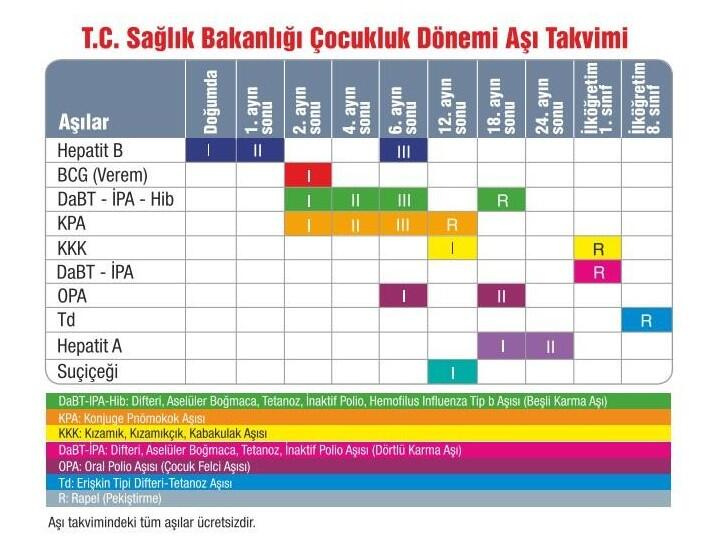 T.C. Sağlık Bakanlığı Çocukluk Dönemi Aşı Takvimi
Aşılar Doğumda 1. ayın sonu 2. ayın sonu 4. ayın sonu 6. ayın sonu 12. ayın sonu 18. ayın sonu 24. ayın sonu İlköğretim 1. sınıf İlköğretim 8. sınıf
Hepatit B I II III
BCG (Verem) I
DaBT - İPA - Hib I II III R
KPA I II III R
KKK I R
DaBT - İPA R
OPA I II
Td R
Hepatit A I II
Suçiçeği I
DaBT-IPA-Hib: Difteri, Aselüler Boğmaca, Tetanoz, İnaktif Polio, Hemofilus Influenza Tip b Aşısı (Beşli Karma Aşı)
KPA: Konjuge Pnömokok Aşısı
KKK: Kızamık, Kızamıkçık, Kabakulak Aşısı
DaBT-İPA: Difteri, Aselüler Boğmaca, Tetanoz, İnaktif Polio Aşısı (Dörtlü Karma Aşı)
OPA: Oral Polio Aşısı (Çocuk Felci Aşısı)
Td: Erişkin Tipi Difteri-Tetanoz Aşısı
R: Rapel (Pekiştirme)
Aşı takvimindeki tüm aşılar ücretsizdir.